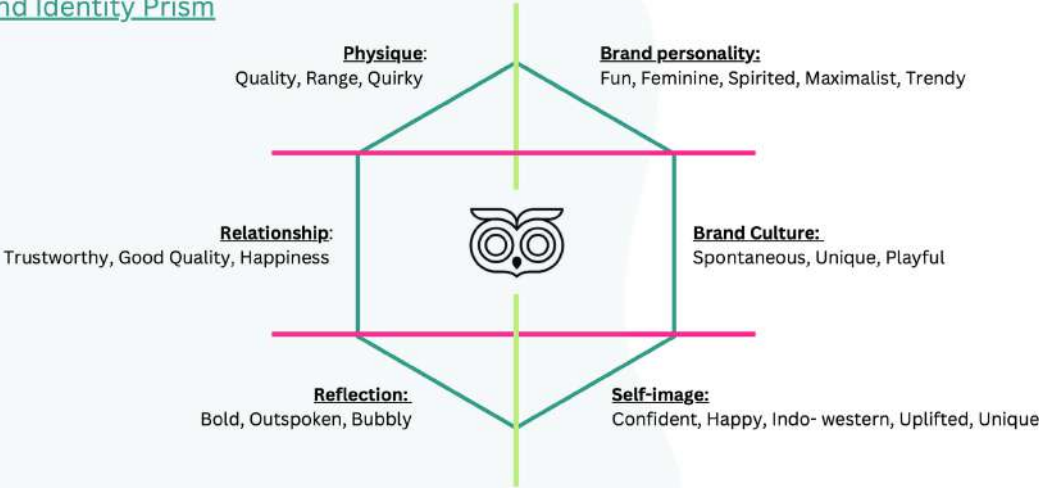 nd Identity Prism
Physique:
Quality, Range, Quirky
Brand personality:
Fun, Feminine, Spirited, Maximalist, Trendy
Relationship:
Trustworthy, Good Quality, Happiness
Brand Culture:
Spontaneous, Unique, Playful
Reflection:
Bold, Outspoken, Bubbly
Self-image:
Confident, Happy, Indo- western, Uplifted, Unique